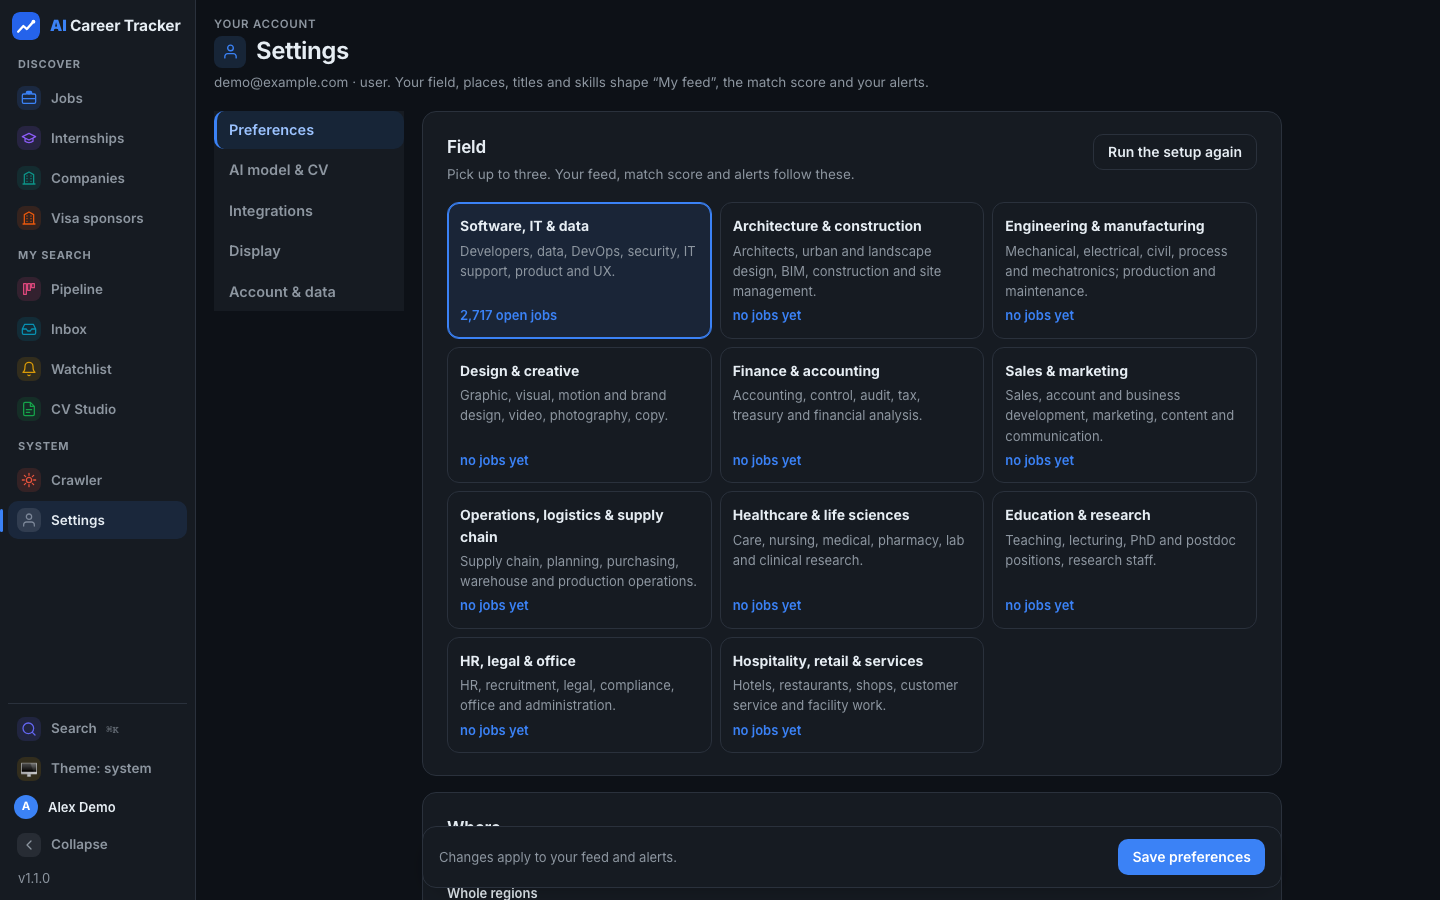 AI Career Tracker
DISCOVER
Jobs
Internships
Companies
Visa sponsors
MY SEARCH
Pipeline
Inbox
Watchlist
CV Studio
SYSTEM
Crawler
Settings
Search ⌘K
Theme: system
A Alex Demo
Collapse
v1.1.0
YOUR ACCOUNT
Settings
demo@example.com · user. Your field, places, titles and skills shape “My feed”, the match score and your alerts.
Preferences
AI model & CV
Integrations
Display
Account & data
Field
Pick up to three. Your feed, match score and alerts follow these.
Run the setup again
Software, IT & data
Developers, data, DevOps, security, IT
support, product and UX.
2,717 open jobs
Architecture & construction
Architects, urban and landscape
design, BIM, construction and site
management.
no jobs yet
Engineering & manufacturing
Mechanical, electrical, civil, process
and mechatronics; production and
maintenance.
no jobs yet
Design & creative
Graphic, visual, motion and brand
design, video, photography, copy.
no jobs yet
Finance & accounting
Accounting, control, audit, tax,
treasury and financial analysis.
no jobs yet
Sales & marketing
Sales, account and business
development, marketing, content and
communication.
no jobs yet
Operations, logistics & supply
chain
Supply chain, planning, purchasing,
warehouse and production operations.
no jobs yet
Healthcare & life sciences
Care, nursing, medical, pharmacy, lab
and clinical research.
no jobs yet
Education & research
Teaching, lecturing, PhD and postdoc
positions, research staff.
no jobs yet
HR, legal & office
HR, recruitment, legal, compliance,
office and administration.
no jobs yet
Hospitality, retail & services
Hotels, restaurants, shops, customer
service and facility work.
no jobs yet
Where
Changes apply to your feed and alerts.
Save preferences
Whole regions